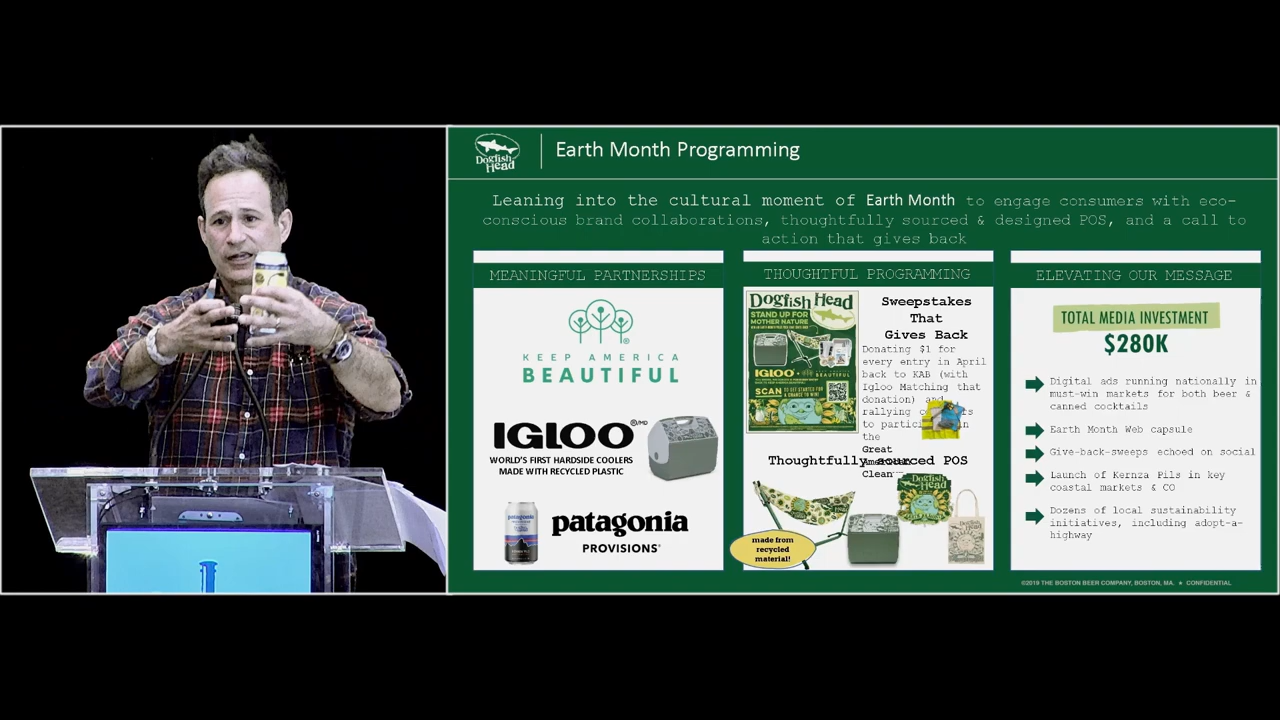 Dogfish
Head
Earth Month Programming
Leaning into the cultural moment of Earth Month to engage consumers with eco-
conscious brand collaborations, thoughtfully sourced & designed POS, and a call to
action that gives back
MEANINGFUL PARTNERSHIPS
KEEP AMERICA
BEAUTIFUL
IGLOO®/MD
WORLD'S FIRST HARDSIDE COOLERS
MADE WITH RECYCLED PLASTIC
patagonia
patagonia
PROVISIONS®
THOUGHTFUL PROGRAMMING
Dogfish Head
STAND UP FOR
MOTHER NATURE
IGLOO
BEAUTIFUL
SCAN TO GET STARTED FOR
A CHANCE TO WIN!
Sweepstakes
That
Gives Back
Donating $1 for
every entry in April
back to KAB (with
Igloo Matching that
donation) and
rallying
to in
the
Great
Thoughtfully sourced POS
Dogfish
Head
made from
recycled
material!
ELEVATING OUR MESSAGE
TOTAL MEDIA INVESTMENT
$280K
Digital ads running nationally in
must-win markets for both beer &
canned cocktails
Earth Month Web capsule
Give-back-sweeps echoed on social
Launch of Kernza Pils in key
coastal markets & CO
Dozens of local sustainability
initiatives, including adopt-a-
highway
©2019 THE BOSTON BEER COMPANY, BOSTON, MA. ★ CONFIDENTIAL